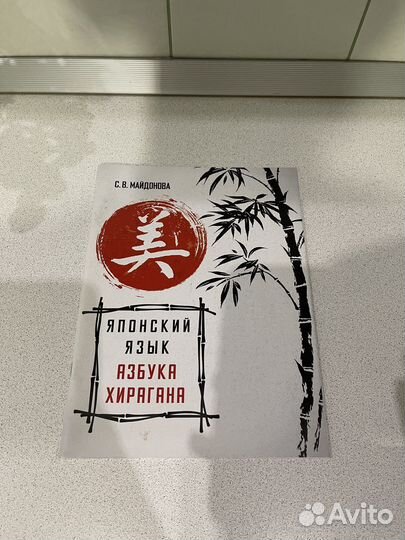 С. В. МАЙДОНОВА
美
ЯПОНСКИЙ
ЯЗЫК
АЗБУКА
ХИРАГАНА
Avito